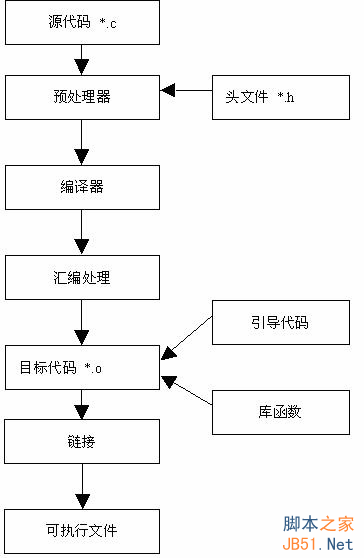 源代码 *.c
预处理器
头文件 *.h
编译器
汇编处理
引导代码
目标代码 *.o
库函数
链接
可执行文件
脚本之家
JB51.Net